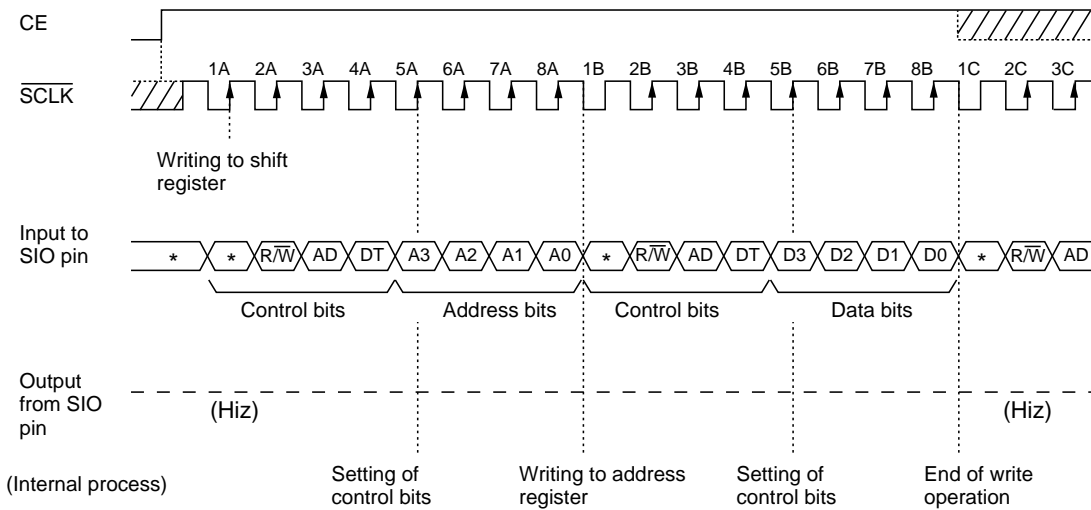 CE
1A 2A 3A 4A 5A 6A 7A 8A 1B 2B 3B 4B 5B 6B 7B 8B 1C 2C 3C
S̅C̅L̅K̅
Writing to shift
register
Input to
SIO pin
* * R/W̅ AD DT A3 A2 A1 A0 * R/W̅ AD DT D3 D2 D1 D0 * R/W̅ AD
Control bits Address bits Control bits Data bits
Output
from SIO
pin
(Hiz) (Hiz)
(Internal process)
Setting of
control bits
Writing to address
register
Setting of
control bits
End of write
operation